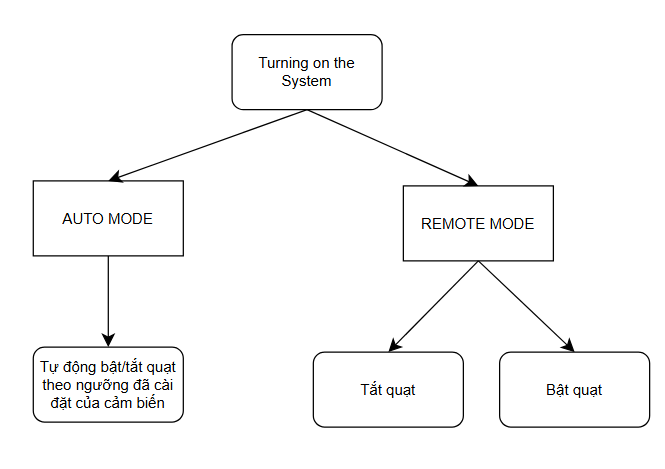 Turning on the
System
AUTO MODE
REMOTE MODE
Tự động bật/tắt quạt
theo ngưỡng đã cài
đặt của cảm biến
Tắt quạt
Bật quạt